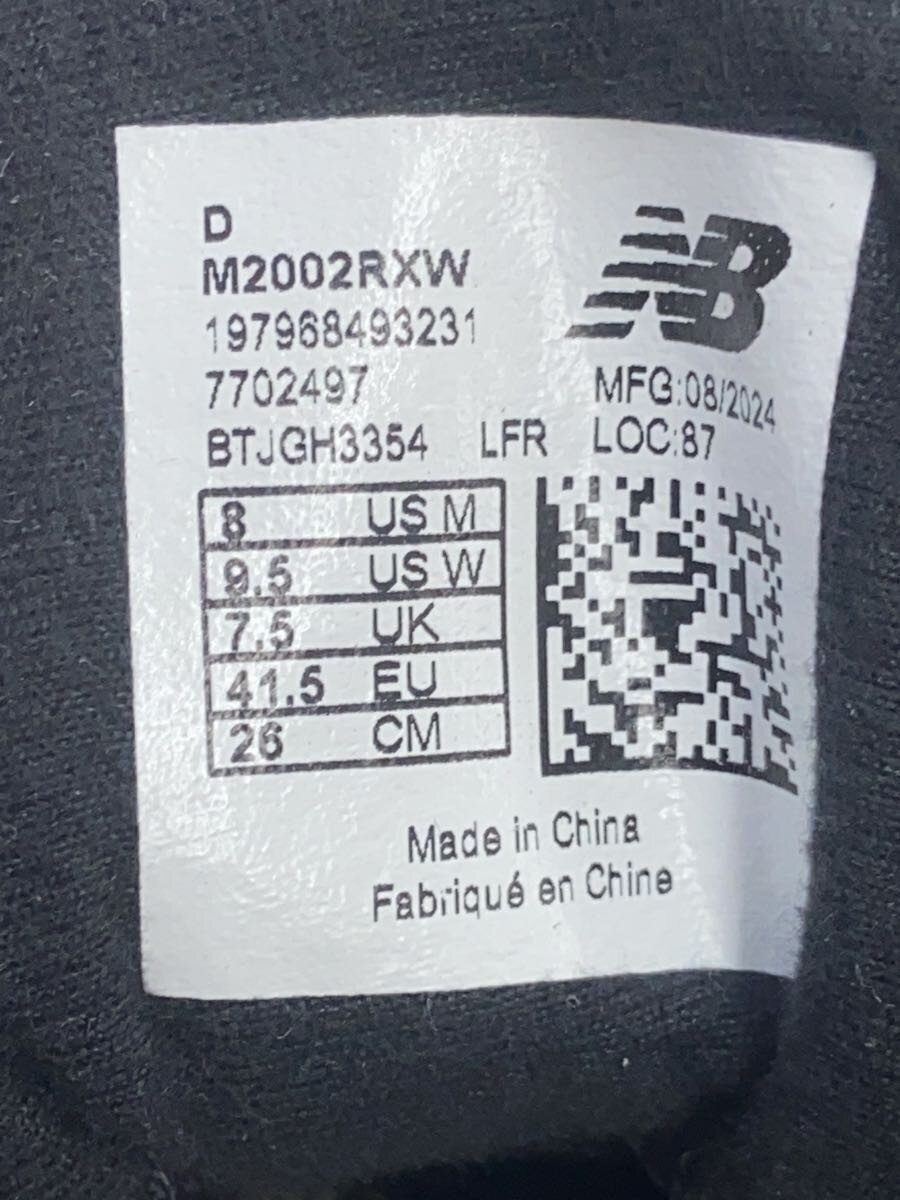 D
M2002RXW
197968493231
7702497
MFG:08/2024
BTJGH3354 LFR LOC:87
8 US M
9.5 US W
7.5 UK
41.5 EU
26 CM
Made in China
Fabriqué en Chine
NB